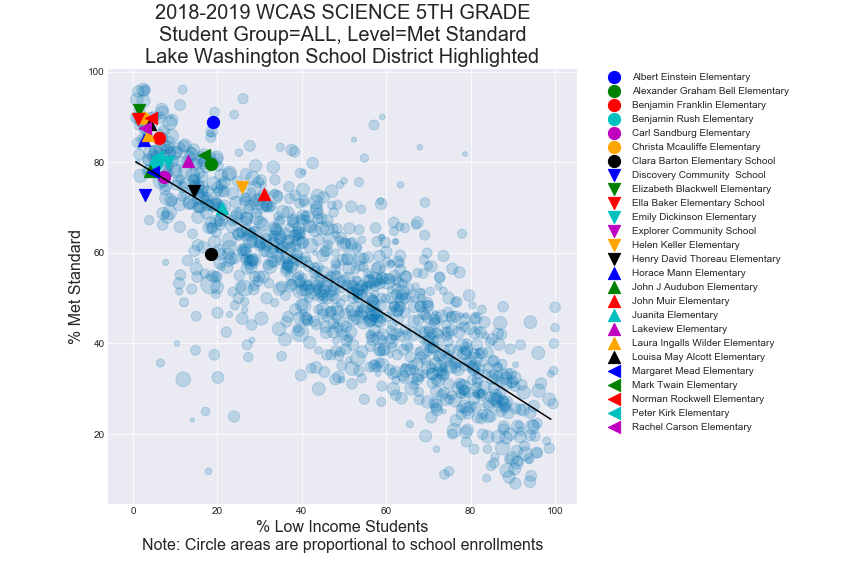 2018-2019 WCAS SCIENCE 5TH GRADE
Student Group=ALL, Level=Met Standard
Lake Washington School District Highlighted
100
80
60
40
20
% Met Standard
0
20
40
60
80
100
% Low Income Students
Note: Circle areas are proportional to school enrollments
Albert Einstein Elementary
Alexander Graham Bell Elementary
Benjamin Franklin Elementary
Benjamin Rush Elementary
Carl Sandburg Elementary
Christa Mcauliffe Elementary
Clara Barton Elementary School
Discovery Community  School
Elizabeth Blackwell Elementary
Ella Baker Elementary School
Emily Dickinson Elementary
Explorer Community School
Helen Keller Elementary
Henry David Thoreau Elementary
Horace Mann Elementary
John J Audubon Elementary
John Muir Elementary
Juanita Elementary
Lakeview Elementary
Laura Ingalls Wilder Elementary
Louisa May Alcott Elementary
Margaret Mead Elementary
Mark Twain Elementary
Norman Rockwell Elementary
Peter Kirk Elementary
Rachel Carson Elementary